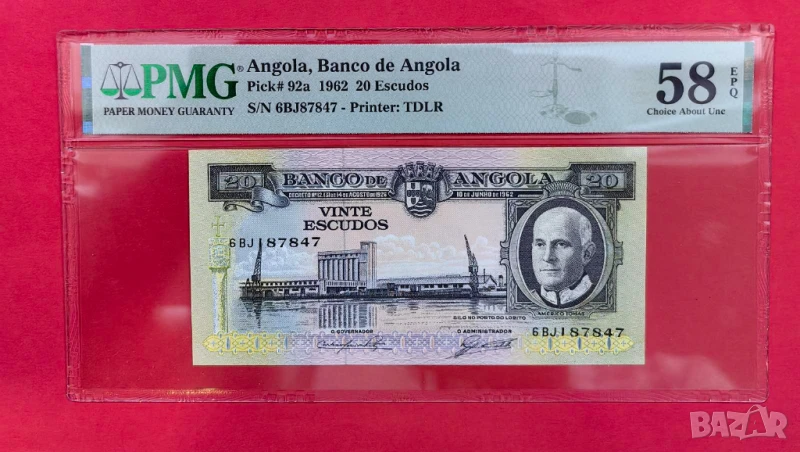 PMG®
PAPER MONEY GUARANTY
Angola, Banco de Angola
Pick# 92a 1962 20 Escudos
S/N 6BJ87847 - Printer: TDLR
58 EPQ
Choice About Unc
20 BANCO DE ANGOLA 20
10 DE JUNHO DE 1962
VINTE
ESCUDOS
6BJ187847
AMÉRICO TOMÁS
SILO NO PORTO DO LOBITO
O GOVERNADOR O ADMINISTRADOR
6BJ187847
BAZAR